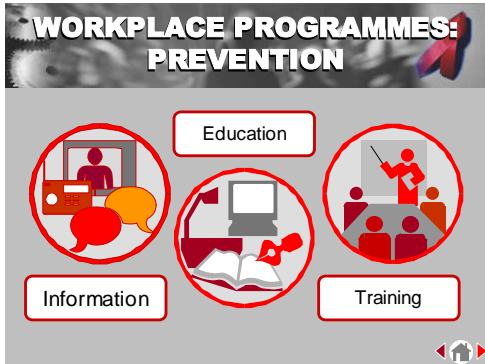 WORKPLACE PROGRAMMES:
PREVENTION
Education
Information
Training